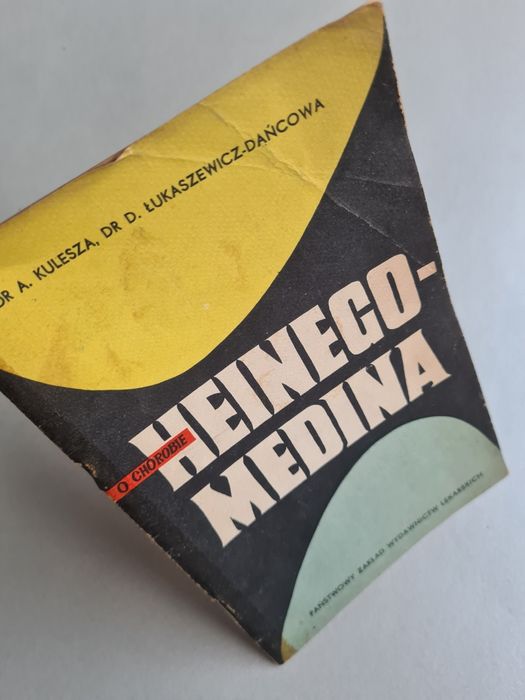 DR A. KULESZA, DR D. ŁUKASZEWICZ-DAŃCOWA
O CHOROBIE
HEINEGO-
MEDINA
PAŃSTWOWY ZAKŁAD WYDAWNICTW LEKARSKICH